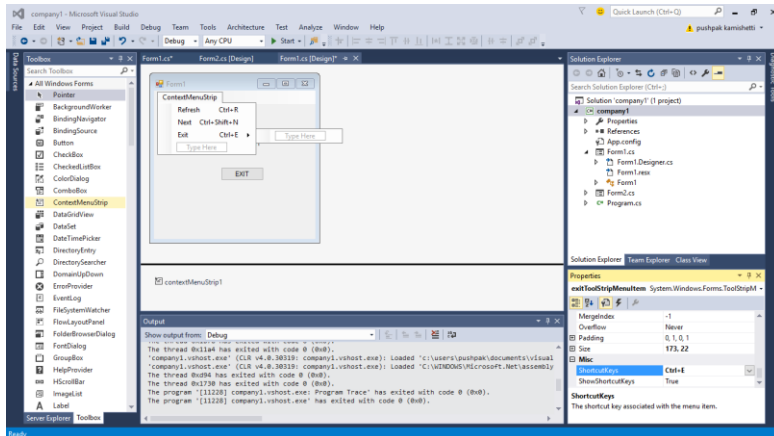 company1 - Microsoft Visual Studio
Quick Launch (Ctrl+Q)
File Edit View Project Build Debug Team Tools Architecture Test Analyze Window Help
pushpak kamishetti
Debug Any CPU Start
Data Sources
Toolbox
Search Toolbox
All Windows Forms
Pointer
BackgroundWorker
BindingNavigator
BindingSource
Button
CheckBox
CheckedListBox
ColorDialog
ComboBox
ContextMenuStrip
DataGridView
DataSet
DateTimePicker
DirectoryEntry
DirectorySearcher
DomainUpDown
ErrorProvider
EventLog
FileSystemWatcher
FlowLayoutPanel
FolderBrowserDialog
FontDialog
GroupBox
HelpProvider
HScrollBar
ImageList
Label
Server Explorer Toolbox
Form1.cs* Form2.cs [Design] Form1.cs [Design]*
Form1
ContextMenuStrip
Refresh Ctrl+R
Next Ctrl+Shift+N
Exit Ctrl+E
Type Here
Type Here
EXIT
contextMenuStrip1
Output
Show output from: Debug
The thread 0x11a4 has exited with code 0 (0x0).
'company1.vshost.exe' (CLR v4.0.30319: company1.vshost.exe): Loaded 'c:\users\pushpak\documents\visual
'company1.vshost.exe' (CLR v4.0.30319: company1.vshost.exe): Loaded 'C:\WINDOWS\Microsoft.Net\assembly
The thread 0xd94 has exited with code 0 (0x0).
The thread 0x1730 has exited with code 0 (0x0).
The program '[11228] company1.vshost.exe: Program Trace' has exited with code 0 (0x0).
The program '[11228] company1.vshost.exe' has exited with code 0 (0x0).
Solution Explorer
Search Solution Explorer (Ctrl+;)
Solution 'company1' (1 project)
company1
Properties
References
App.config
Form1.cs
Form1.Designer.cs
Form1.resx
Form1
Form2.cs
Program.cs
Solution Explorer Team Explorer Class View
Properties
exitToolStripMenuItem System.Windows.Forms.ToolStripM
MergeIndex -1
Overflow Never
Padding 0, 1, 0, 1
Size 173, 22
Misc
ShortcutKeys Ctrl+E
ShowShortcutKeys True
ShortcutKeys
The shortcut key associated with the menu item.
Ready